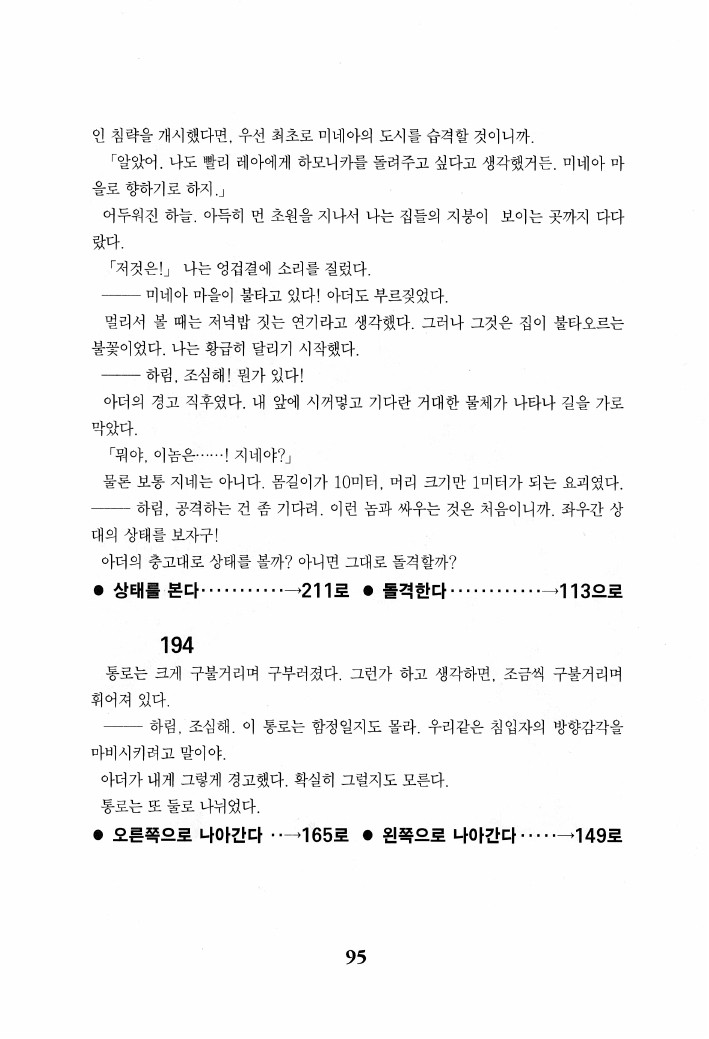 인 침략을 개시했다면, 우선 최초로 미네아의 도시를 습격할 것이니까.
「알았어. 나도 빨리 레아에게 하모니카를 돌려주고 싶다고 생각했거든. 미네아 마
을로 향하기로 하지.」
어두워진 하늘. 아득히 먼 초원을 지나서 나는 집들의 지붕이 보이는 곳까지 다다
랐다.
「저것은!」 나는 엉겁결에 소리를 질렀다.
――― 미네아 마을이 불타고 있다! 아더도 부르짖었다.
멀리서 볼 때는 저녁밥 짓는 연기라고 생각했다. 그러나 그것은 집이 불타오르는
불꽃이었다. 나는 황급히 달리기 시작했다.
――― 하림, 조심해! 뭔가 있다!
아더의 경고 직후였다. 내 앞에 시꺼멓고 기다란 거대한 물체가 나타나 길을 가로
막았다.
「뭐야, 이놈은……! 지네야?」
물론 보통 지네는 아니다. 몸길이가 10미터, 머리 크기만 1미터가 되는 요괴였다.
――― 하림, 공격하는 건 좀 기다려. 이런 놈과 싸우는 것은 처음이니까. 좌우간 상
대의 상태를 보자구!
아더의 충고대로 상태를 볼까? 아니면 그대로 돌격할까?
● 상태를 본다············→211로 ● 돌격한다·············→113으로
194
통로는 크게 구불거리며 구부러졌다. 그런가 하고 생각하면, 조금씩 구불거리며
휘어져 있다.
――― 하림, 조심해. 이 통로는 함정일지도 몰라. 우리같은 침입자의 방향감각을
마비시키려고 말이야.
아더가 내게 그렇게 경고했다. 확실히 그럴지도 모른다.
통로는 또 둘로 나뉘었다.
● 오른쪽으로 나아간다 ··→165로 ● 왼쪽으로 나아간다·····→149로
95